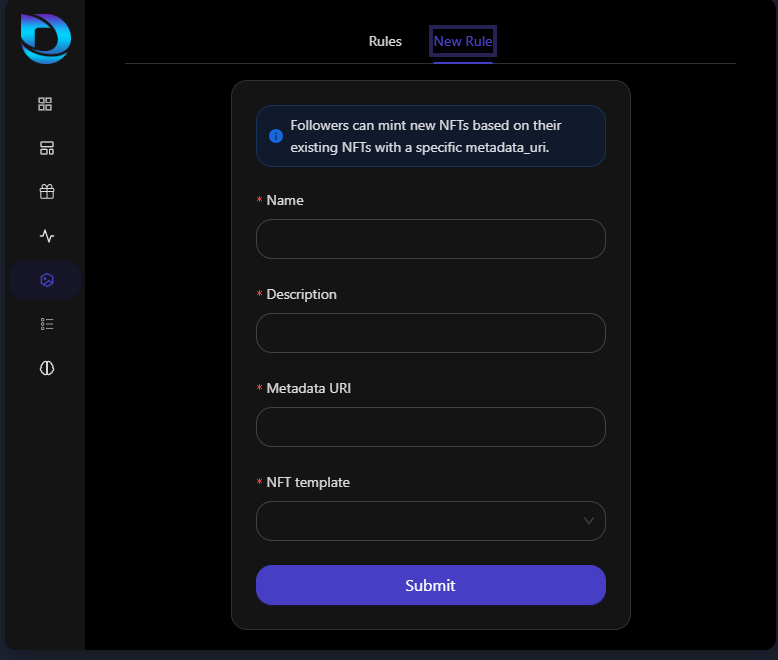 Rules
New Rule
Followers can mint new NFTs based on their
existing NFTs with a specific metadata_uri.
* Name
* Description
* Metadata URI
* NFT template
Submit